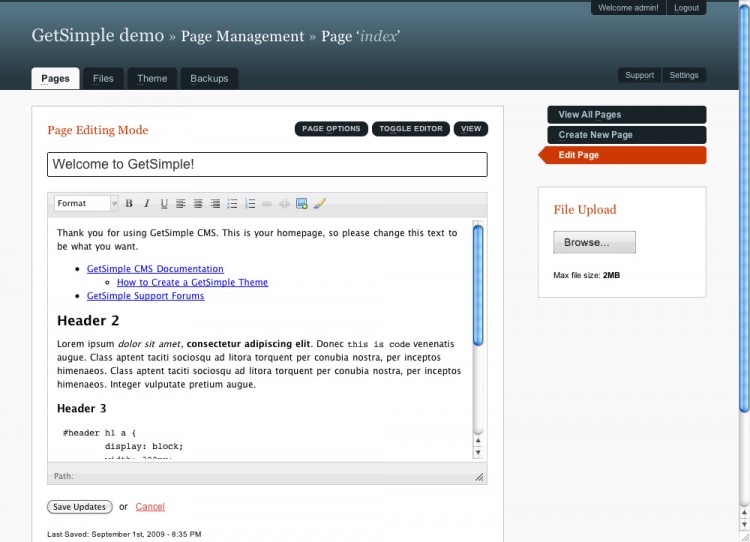 Welcome admin! Logout
GetSimple demo » Page Management » Page ‘index’
Pages Files Theme Backups Support Settings
Page Editing Mode PAGE OPTIONS TOGGLE EDITOR VIEW
Welcome to GetSimple!
Format B I U
Thank you for using GetSimple CMS. This is your homepage, so please change this text to
be what you want.
GetSimple CMS Documentation
How to Create a GetSimple Theme
GetSimple Support Forums
Header 2
Lorem ipsum dolor sit amet, consectetur adipiscing elit. Donec this is code venenatis
augue. Class aptent taciti sociosqu ad litora torquent per conubia nostra, per inceptos
himenaeos. Class aptent taciti sociosqu ad litora torquent per conubia nostra, per inceptos
himenaeos. Integer vulputate pretium augue.
Header 3
#header h1 a {
display: block;
Path:
Save Updates or Cancel
Last Saved: September 1st, 2009 - 8:35 PM
View All Pages
Create New Page
Edit Page
File Upload
Browse...
Max file size: 2MB